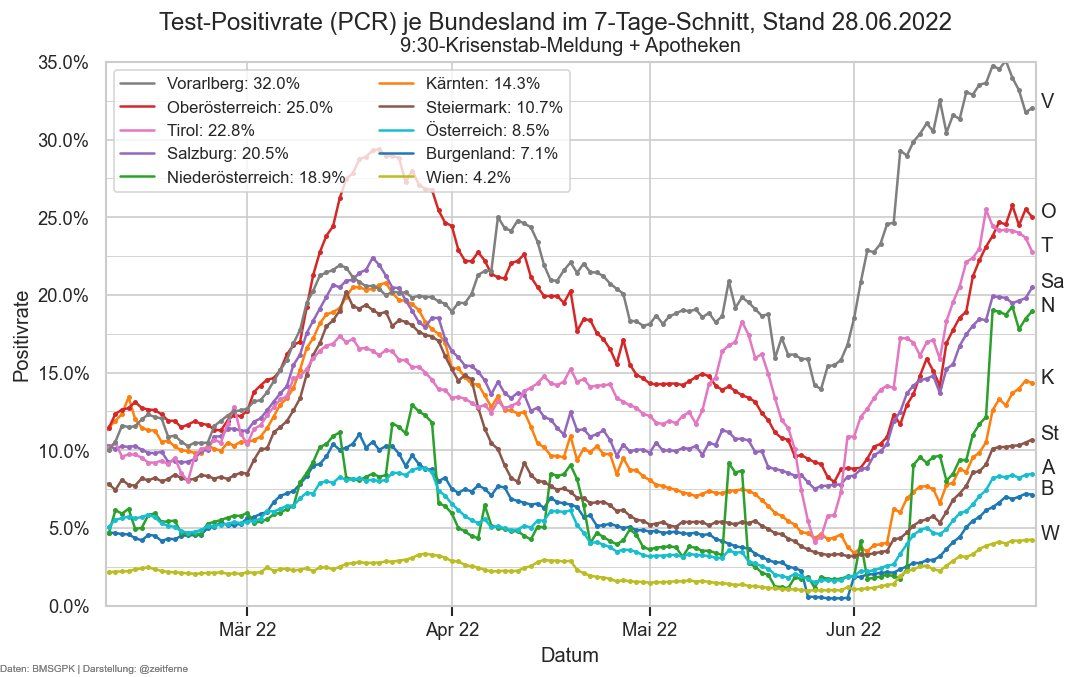 Test-Positivrate (PCR) je Bundesland im 7-Tage-Schnitt, Stand 28.06.2022
9:30-Krisenstab-Meldung + Apotheken
Vorarlberg: 32.0%
Oberösterreich: 25.0%
Tirol: 22.8%
Salzburg: 20.5%
Niederösterreich: 18.9%
Kärnten: 14.3%
Steiermark: 10.7%
Österreich: 8.5%
Burgenland: 7.1%
Wien: 4.2%
Positivrate
35.0%
30.0%
25.0%
20.0%
15.0%
10.0%
5.0%
0.0%
V
O
T
Sa
N
K
St
A
B
W
Mär 22
Apr 22
Mai 22
Jun 22
Datum
Daten: BMSGPK | Darstellung: @zeitferne